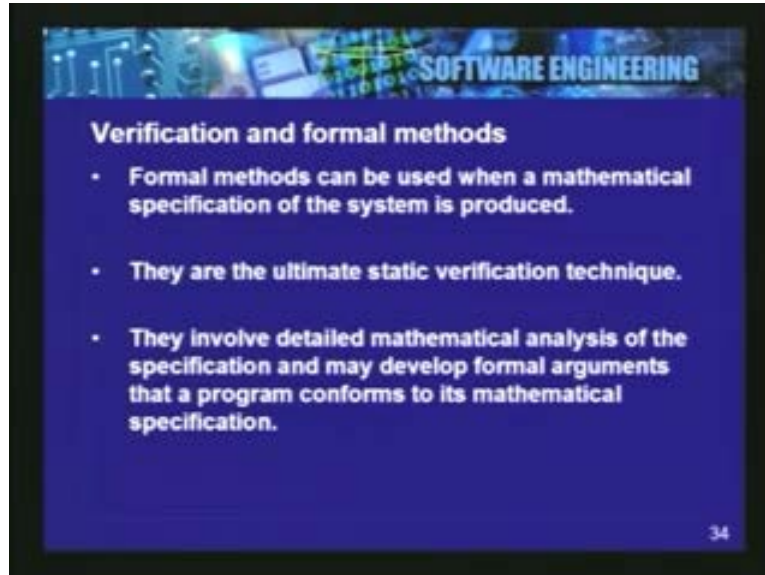 SOFTWARE ENGINEERING
Verification and formal methods
• Formal methods can be used when a mathematical
specification of the system is produced.
• They are the ultimate static verification technique.
• They involve detailed mathematical analysis of the
specification and may develop formal arguments
that a program conforms to its mathematical
specification.
34